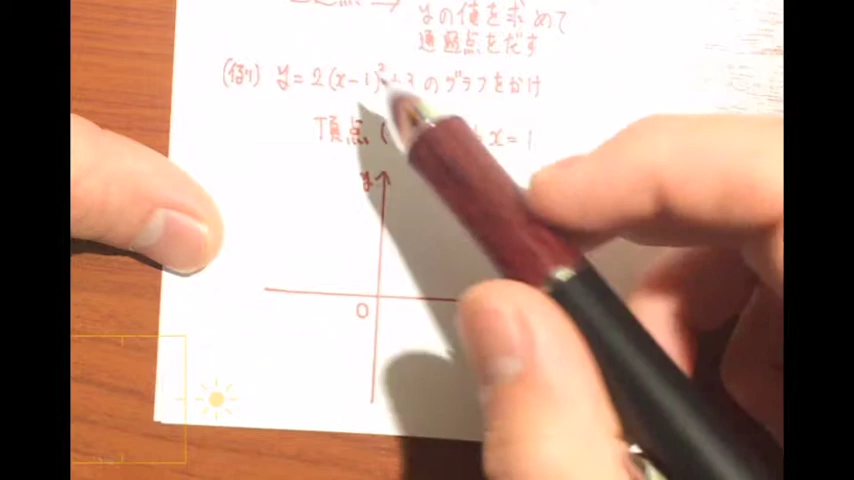 yの値を求めて
通過点をだす
(例) y=2(x-1)²+3 のグラフをかけ
頂点 ( x=1
y
O